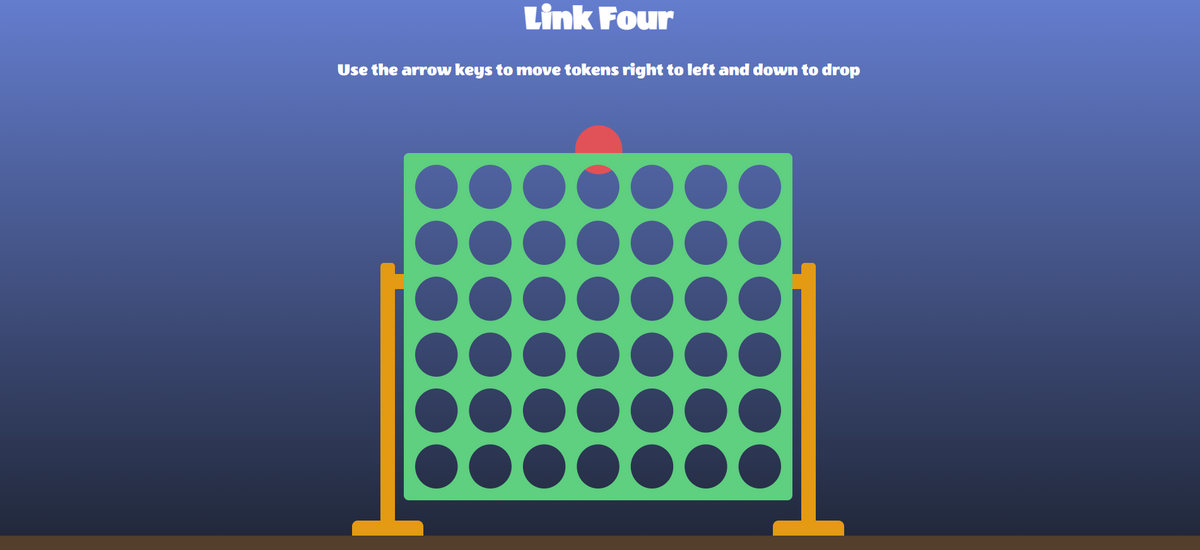 Link Four
Use the arrow keys to move tokens right to left and down to drop